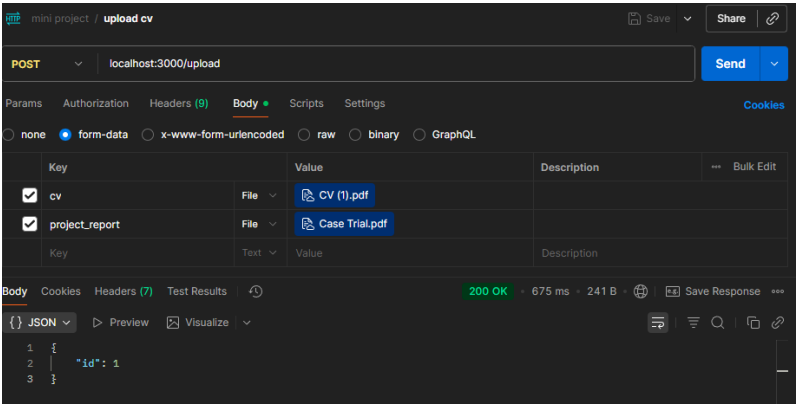 HTTP mini project / upload cv Save Share
POST localhost:3000/upload Send
Params Authorization Headers (9) Body Scripts Settings Cookies
none form-data x-www-form-urlencoded raw binary GraphQL
Key Value Description ••• Bulk Edit
cv File CV (1).pdf
project_report File Case Trial.pdf
Key Text Value Description
Body Cookies Headers (7) Test Results 200 OK • 675 ms • 241 B • e.g. Save Response
{} JSON Preview Visualize
1 {
2 "id": 1
3 }